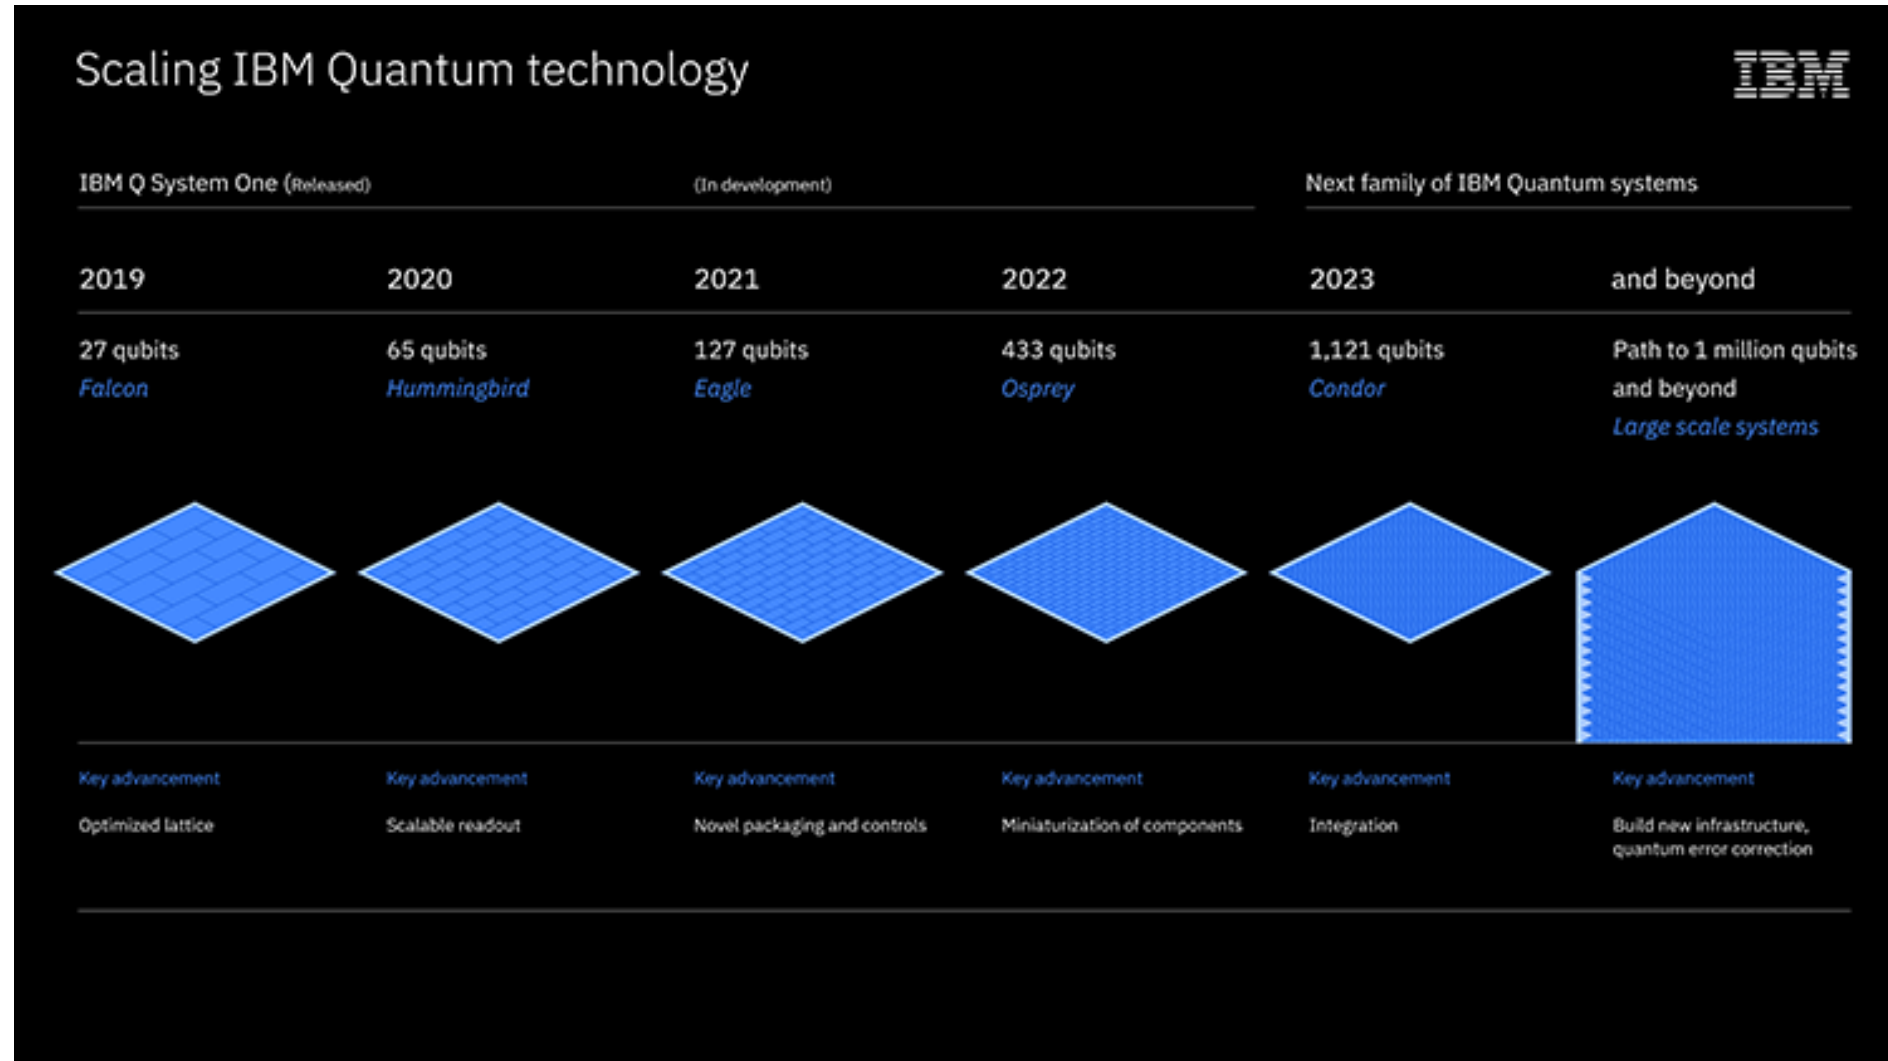 Scaling IBM Quantum technology
IBM
IBM Q System One (Released)
(In development)
Next family of IBM Quantum systems
2019
2020
2021
2022
2023
and beyond
27 qubits
65 qubits
127 qubits
433 qubits
1,121 qubits
Path to 1 million qubits
and beyond
Falcon
Hummingbird
Eagle
Osprey
Condor
Large scale systems
Key advancement
Key advancement
Key advancement
Key advancement
Key advancement
Key advancement
Optimized lattice
Scalable readout
Novel packaging and controls
Miniaturization of components
Integration
Build new infrastructure,
quantum error correction